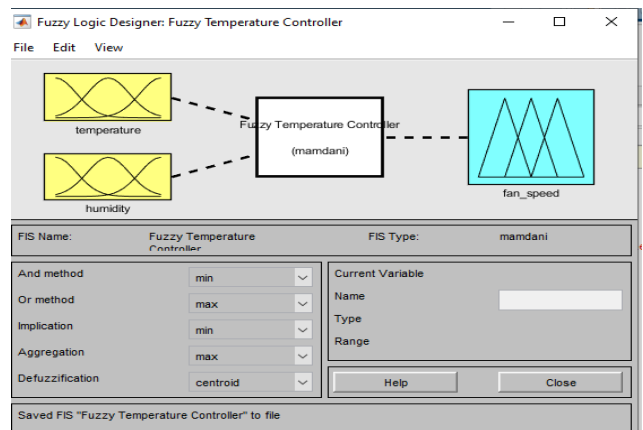 Fuzzy Logic Designer: Fuzzy Temperature Controller
File Edit View
temperature
humidity
Fuzzy Temperature Controller
(mamdani)
fan_speed
FIS Name: Fuzzy Temperature Controller FIS Type: mamdani
And method min
Or method max
Implication min
Aggregation max
Defuzzification centroid
Current Variable
Name
Type
Range
Help Close
Saved FIS "Fuzzy Temperature Controller" to file